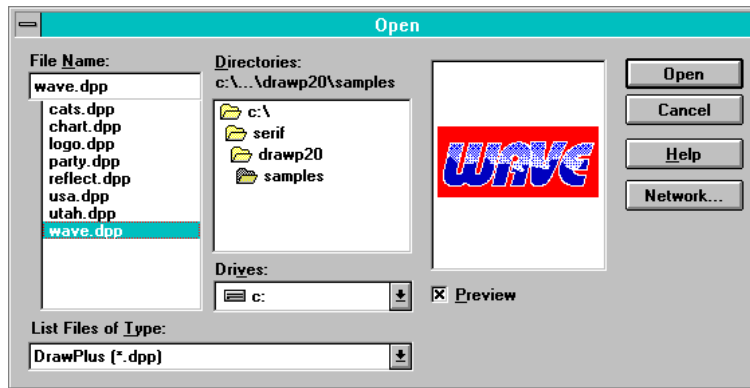 Open
File Name:
wave.dpp
cats.dpp
chart.dpp
logo.dpp
party.dpp
reflect.dpp
usa.dpp
utah.dpp
wave.dpp
List Files of Type:
DrawPlus (*.dpp)
Directories:
c:\...\drawp20\samples
c:\
serif
drawp20
samples
Drives:
c:
WAVE
Preview
Open
Cancel
Help
Network...